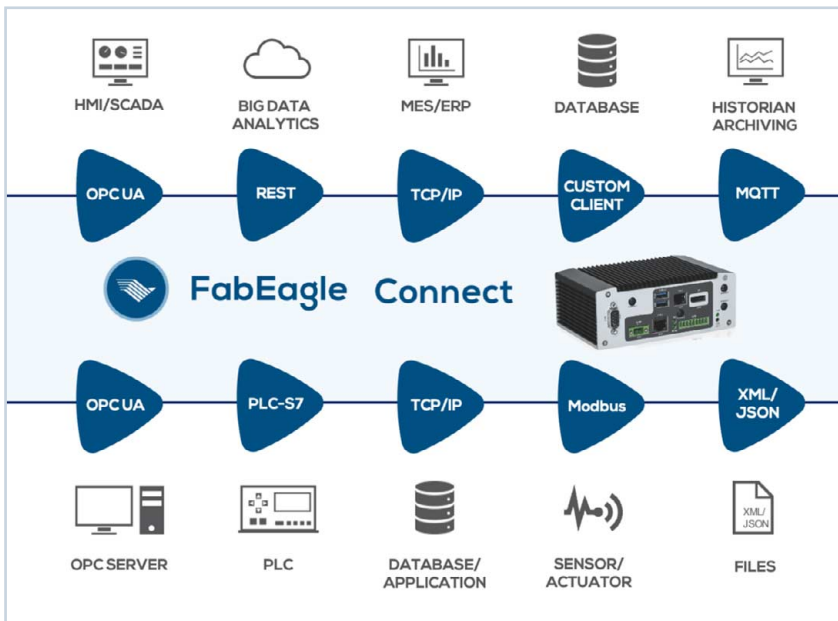 HMI/SCADA
BIG DATA
ANALYTICS
MES/ERP
DATABASE
HISTORIAN
ARCHIVING
OPC UA
REST
TCP/IP
CUSTOM
CLIENT
MQTT
FabEagle Connect
OPC UA
PLC-S7
TCP/IP
Modbus
XML/
JSON
XML/
JSON
OPC SERVER
PLC
DATABASE/
APPLICATION
SENSOR/
ACTUATOR
FILES